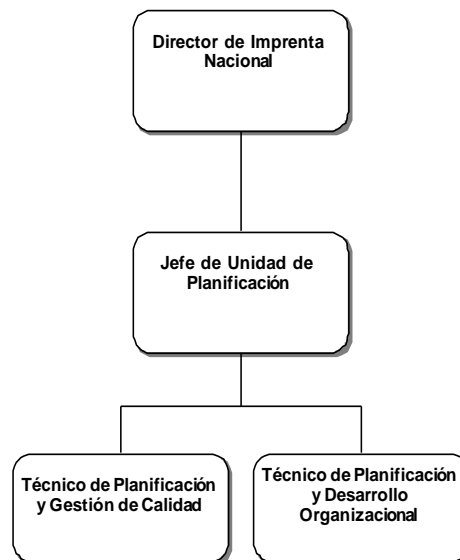 Director de Imprenta
Nacional
Jefe de Unidad de
Planificación
Técnico de Planificación
y Gestión de Calidad
Técnico de Planificación
y Desarrollo
Organizacional